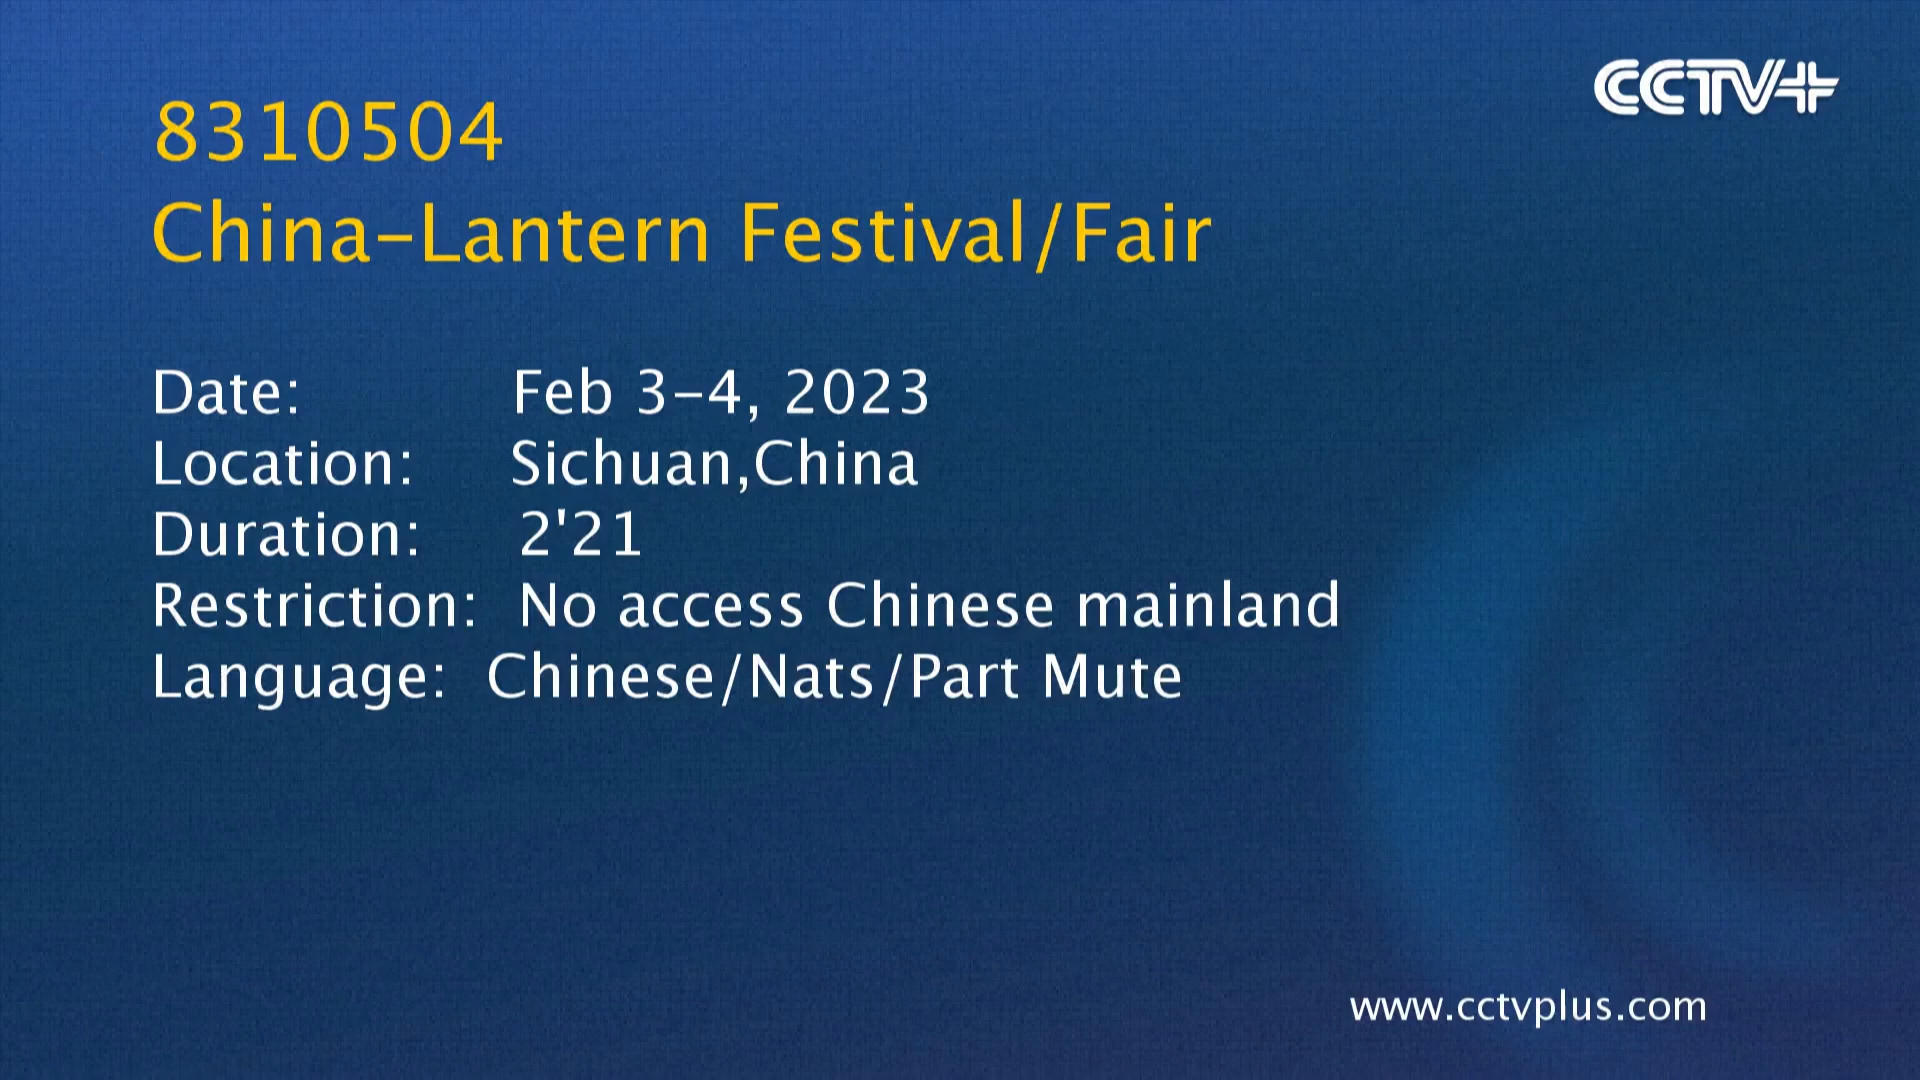 CCTV+
8310504
China-Lantern Festival/Fair
Date: Feb 3-4, 2023
Location: Sichuan,China
Duration: 2'21
Restriction: No access Chinese mainland
Language: Chinese/Nats/Part Mute
www.cctvplus.com